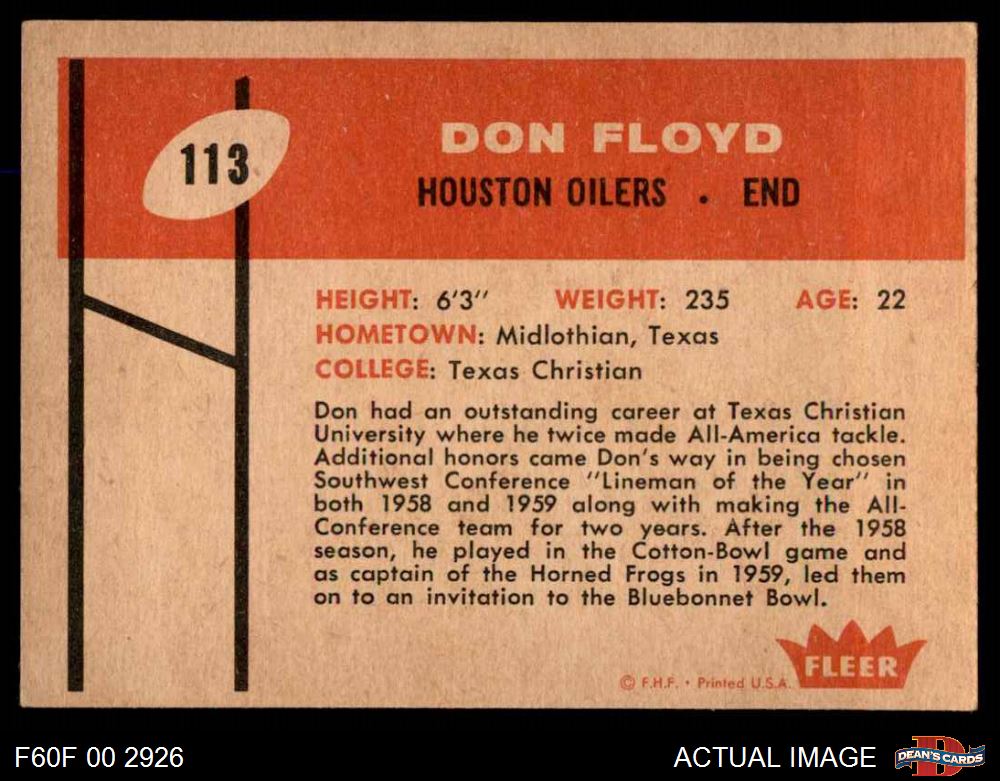 113
DON FLOYD
HOUSTON OILERS . END
HEIGHT: 6'3'' WEIGHT: 235 AGE: 22
HOMETOWN: Midlothian, Texas
COLLEGE: Texas Christian
Don had an outstanding career at Texas Christian
University where he twice made All-America tackle.
Additional honors came Don's way in being chosen
Southwest Conference "Lineman of the Year" in
both 1958 and 1959 along with making the All-
Conference team for two years. After the 1958
season, he played in the Cotton-Bowl game and
as captain of the Horned Frogs in 1959, led them
on to an invitation to the Bluebonnet Bowl.
FLEER
© F.H.F. • Printed U.S.A.
F60F 00 2926
ACTUAL IMAGE
D
DEAN'S CARDS